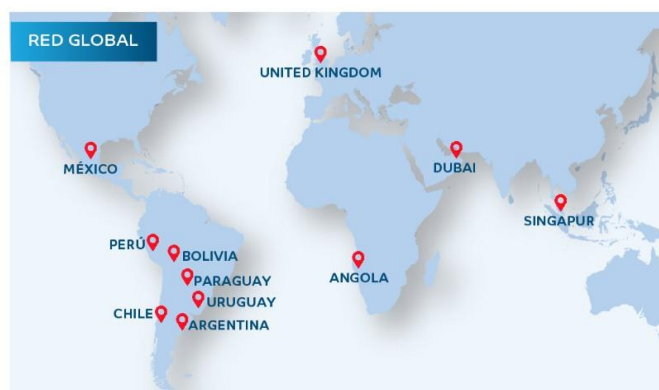 RED GLOBAL
UNITED KINGDOM
MÉXICO
DUBAI
SINGAPUR
PERÚ
BOLIVIA
ANGOLA
PARAGUAY
URUGUAY
CHILE
ARGENTINA